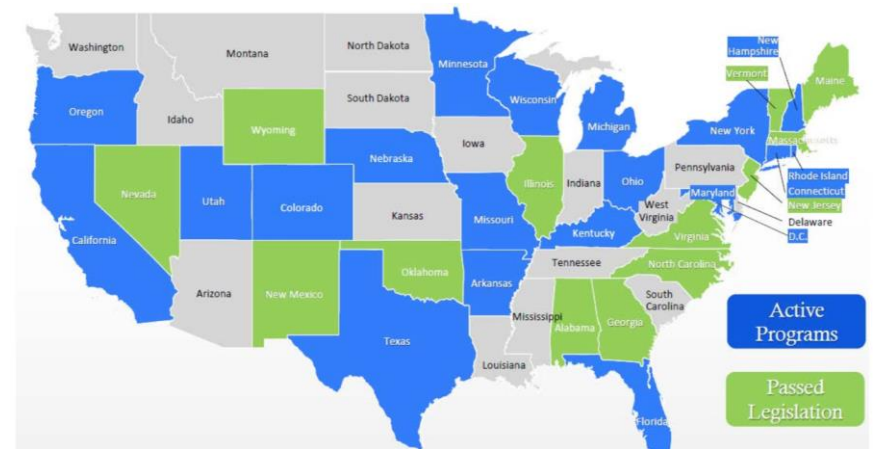 Washington
Montana
North Dakota
Minnesota
New
Hampshire
Vermont
Maine
Oregon
Idaho
South Dakota
Wisconsin
Wyoming
Michigan
New York
Massachusetts
Iowa
Nebraska
Pennsylvania
Rhode Island
Nevada
Illinois
Indiana
Ohio
Maryland
Connecticut
Utah
Colorado
New Jersey
West
Virginia
Delaware
Kansas
Missouri
Kentucky
Virginia
D.C.
California
North Carolina
Tennessee
Oklahoma
Arkansas
Arizona
New Mexico
South
Carolina
Active
Programs
Mississippi
Alabama
Georgia
Texas
Louisiana
Passed
Legislation
Florida